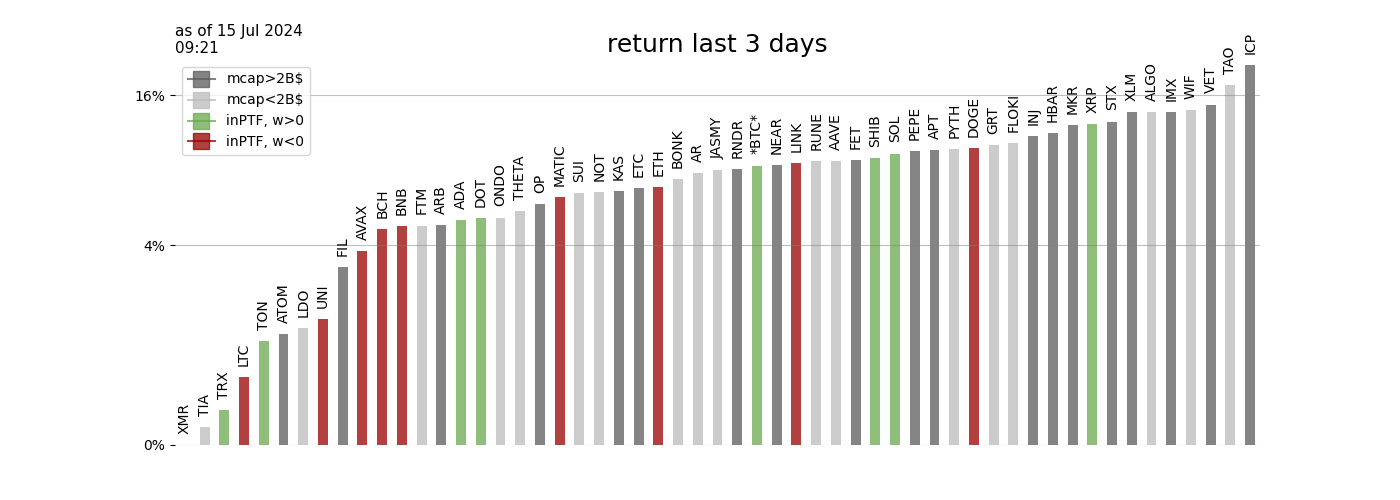 as of 15 Jul 2024
09:21
return last 3 days
mcap>2B$
mcap<2B$
inPTF, w>0
inPTF, w<0
16%
4%
0%
XMR
TIA
TRX
LTC
TON
ATOM
LDO
UNI
FIL
AVAX
BCH
BNB
FTM
ARB
ADA
DOT
ONDO
THETA
OP
MATIC
SUI
NOT
KAS
ETC
ETH
BONK
AR
JASMY
RNDR
*BTC*
NEAR
LINK
RUNE
AAVE
FET
SHIB
SOL
PEPE
APT
PYTH
DOGE
GRT
FLOKI
INJ
HBAR
MKR
XRP
STX
XLM
ALGO
IMX
WIF
VET
TAO
ICP